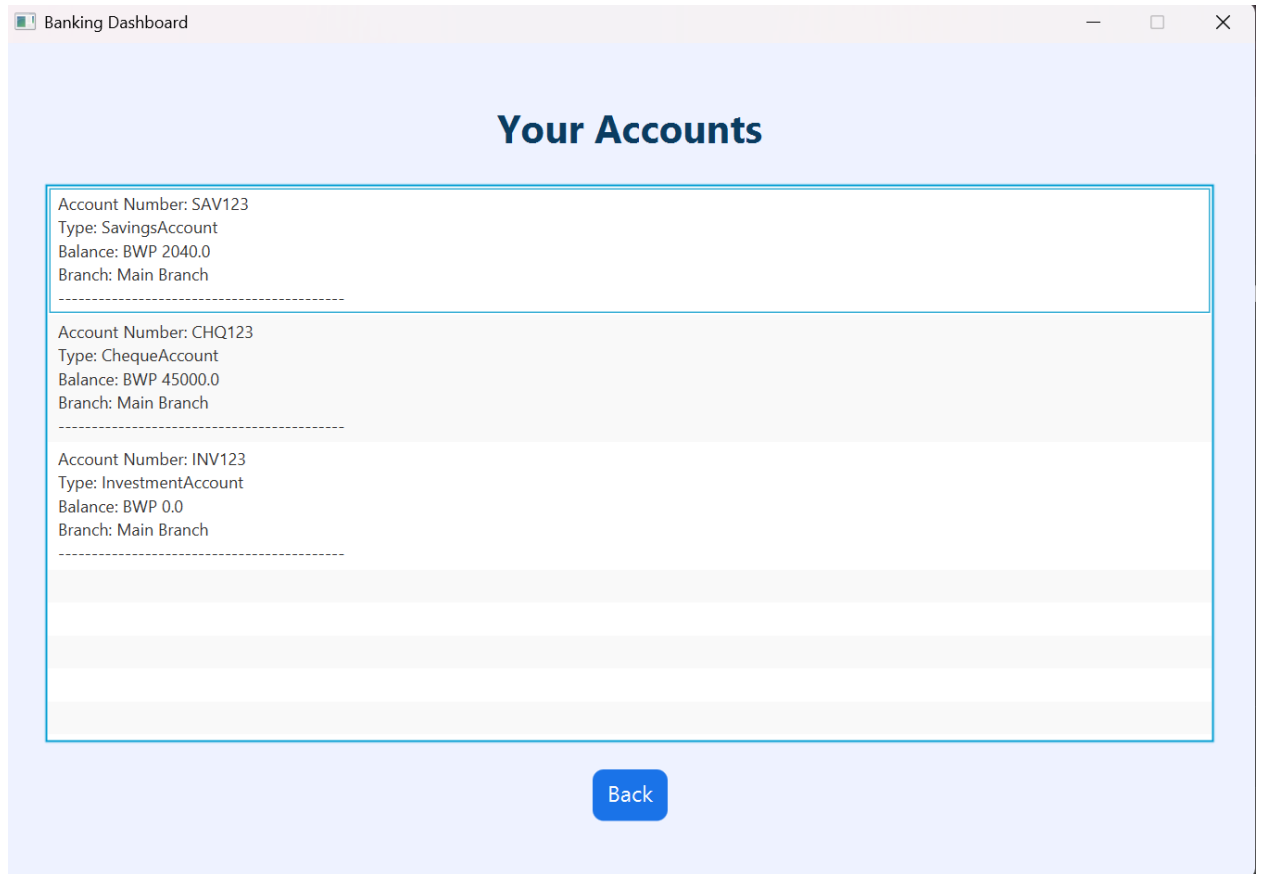 Banking Dashboard
Your Accounts
Account Number: SAV123
Type: SavingsAccount
Balance: BWP 2040.0
Branch: Main Branch
-------------------------------------------
Account Number: CHQ123
Type: ChequeAccount
Balance: BWP 45000.0
Branch: Main Branch
-------------------------------------------
Account Number: INV123
Type: InvestmentAccount
Balance: BWP 0.0
Branch: Main Branch
-------------------------------------------
Back